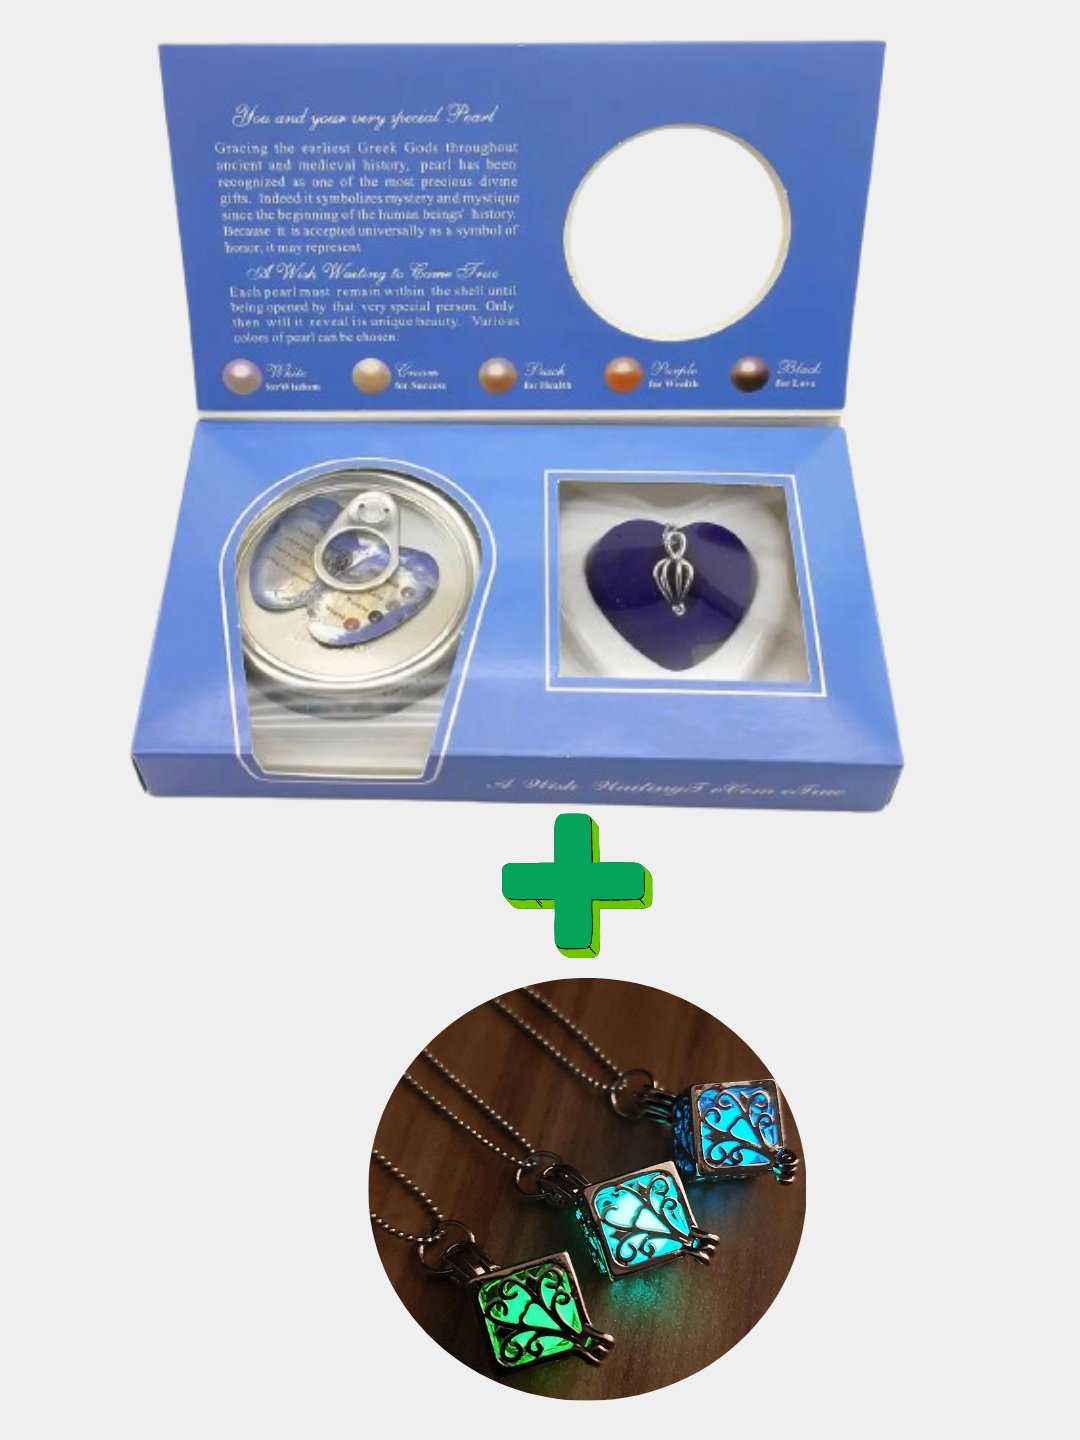 You and your very special Pearl
Gracing the earliest Greek Gods throughout
ancient and medieval history, pearl has been
recognized as one of the most precious divine
gifts. Indeed it symbolizes mystery and mystique
since the beginning of the human beings' history.
Because it is accepted universally as a symbol of
honor, it may represent
A Wish Waiting to Come True
Each pearl must remain within the shell until
being opened by that very special person. Only
then will it reveal its unique beauty. Various
colors of pearl can be chosen:
White
for Wisdom
Cream
for Success
Peach
for Health
Purple
for Wealth
Black
for Love
A Wish WaitingT oCom eTrue